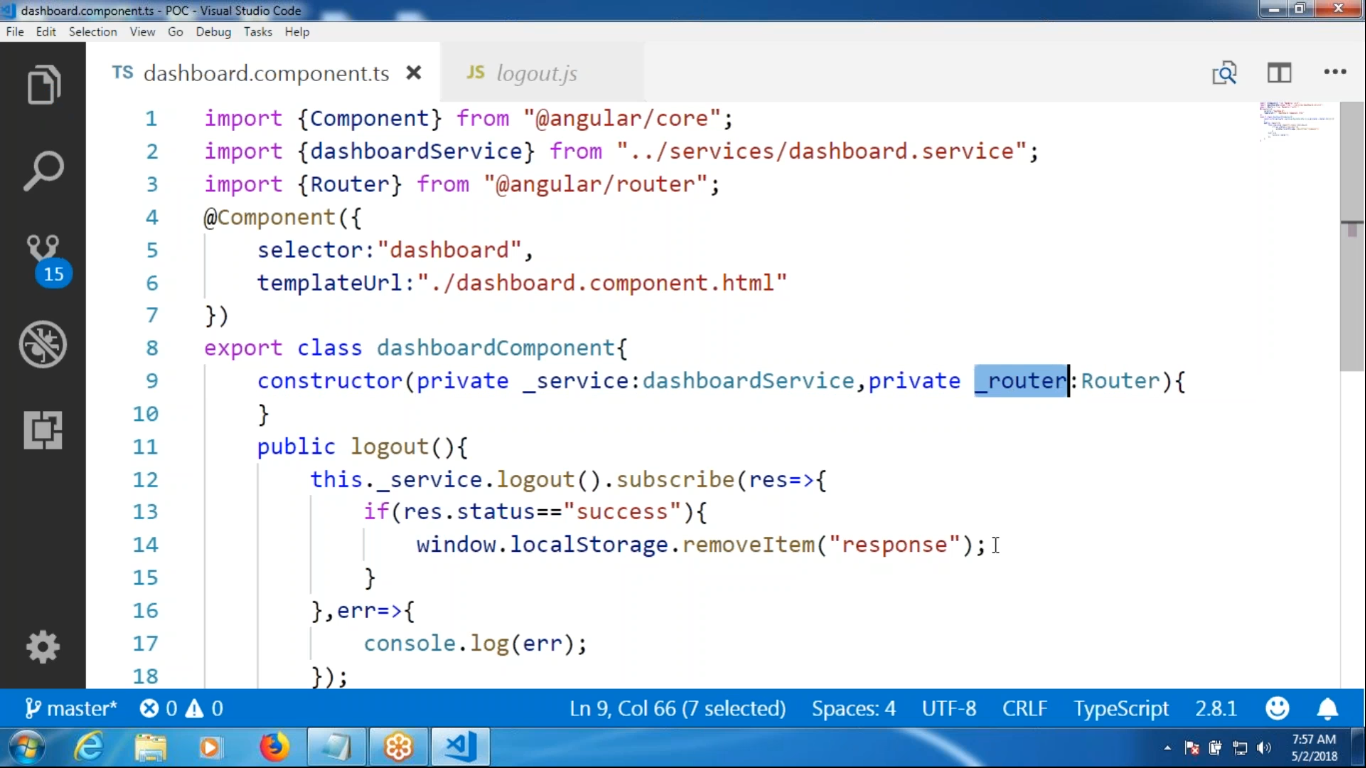 dashboard.component.ts - POC - Visual Studio Code
File Edit Selection View Go Debug Tasks Help
TS dashboard.component.ts JS logout.js
1 import {Component} from "@angular/core";
2 import {dashboardService} from "../services/dashboard.service";
3 import {Router} from "@angular/router";
4 @Component({
5 selector:"dashboard",
6 templateUrl:"./dashboard.component.html"
7 })
8 export class dashboardComponent{
9 constructor(private _service:dashboardService,private _router:Router){
10 }
11 public logout(){
12 this._service.logout().subscribe(res=>{
13 if(res.status=="success"){
14 window.localStorage.removeItem("response");
15 }
16 },err=>{
17 console.log(err);
18 });
15
master* 0 0 Ln 9, Col 66 (7 selected) Spaces: 4 UTF-8 CRLF TypeScript 2.8.1
7:57 AM
5/2/2018